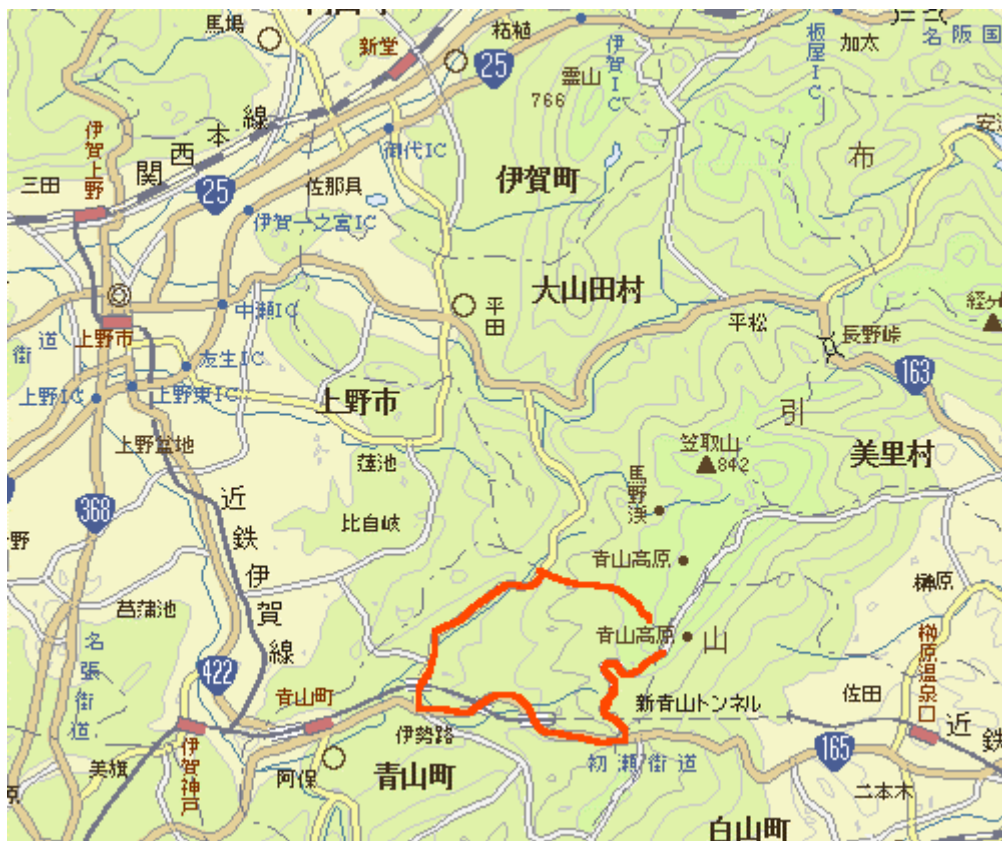 馬場
新堂
柘植
25
伊賀IC
板屋IC
加太
名阪国
霊山
766
安
布
関西本線
御代IC
伊賀上野
三田
25
佐那具
伊賀町
伊賀一之宮IC
大山田村
中瀬IC
平田
平松
長野峠
経ヶ
上野市
街道
友生IC
163
上野IC
上野東IC
上野市
引
上野盆地
蓮池
笠取山
842
美里村
368
近鉄伊賀線
比自岐
馬野渓
野
青山高原
榊原
菖蒲池
青山高原
山
榊原温泉口
名張街道
422
青山町
新青山トンネル
佐田
近鉄
伊勢路
165
美旗
伊賀神戸
阿保
青山町
初瀬街道
二本木
原
白山町